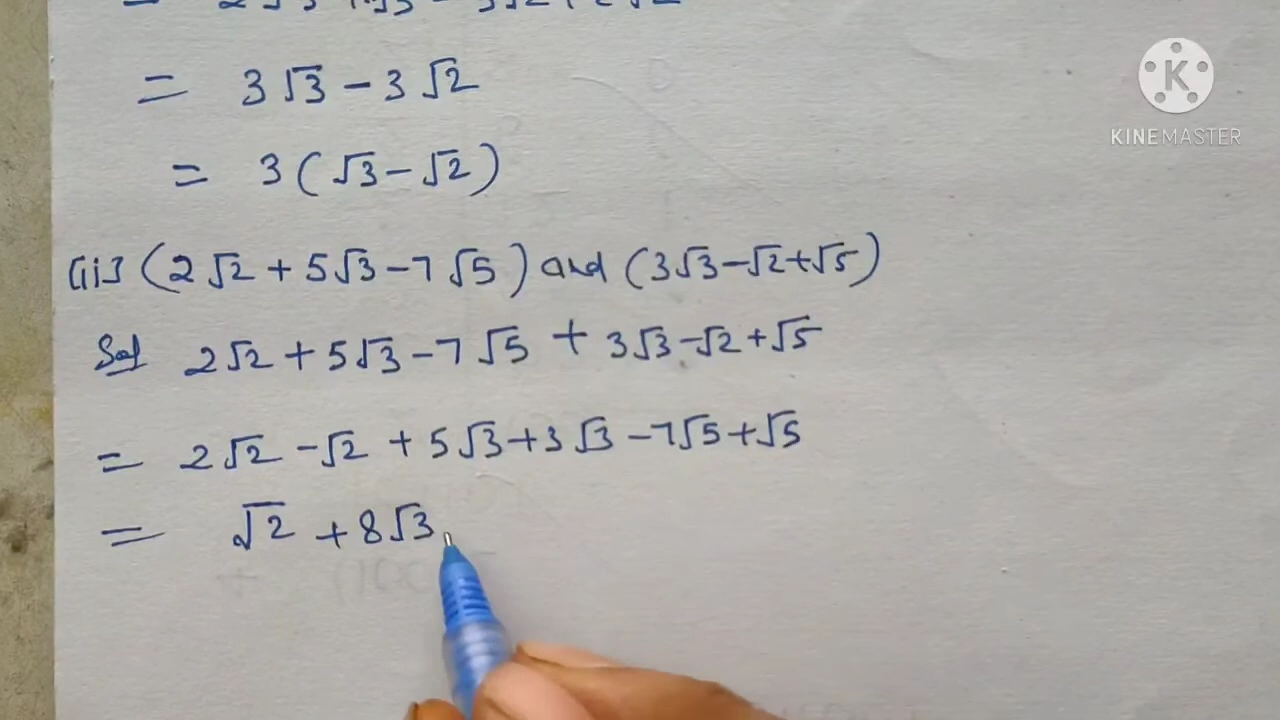 = 3√3 - 3√2
= 3(√3 - √2)
(ii) (2√2 + 5√3 - 7√5) and (3√3 - √2 + √5)
Sol 2√2 + 5√3 - 7√5 + 3√3 - √2 + √5
= 2√2 - √2 + 5√3 + 3√3 - 7√5 + √5
= √2 + 8√3
KINEMASTER